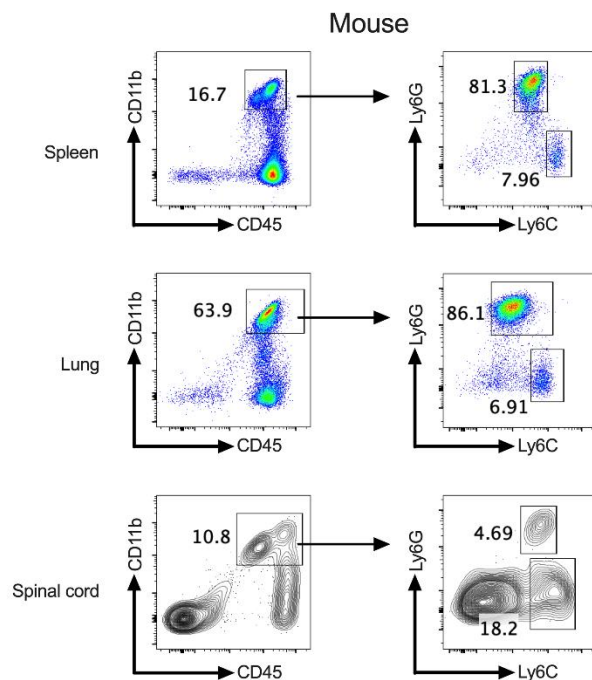 Mouse
CD11b
16.7
Ly6G
81.3
7.96
Spleen
CD45
Ly6C
CD11b
63.9
Ly6G
86.1
6.91
Lung
CD45
Ly6C
CD11b
10.8
Ly6G
4.69
18.2
Spinal cord
CD45
Ly6C